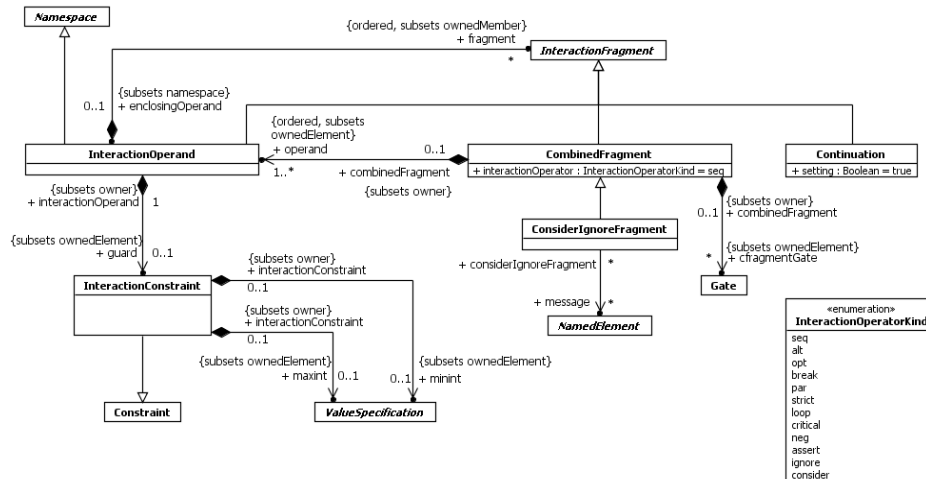 Namespace
{ordered, subsets ownedMember}
+ fragment
*
InteractionFragment
{subsets namespace}
+ enclosingOperand
0..1
{ordered, subsets
ownedElement}
+ operand
1..*
0..1
+ combinedFragment
{subsets owner}
InteractionOperand
CombinedFragment
+ interactionOperator : InteractionOperatorKind = seq
Continuation
+ setting : Boolean = true
{subsets owner}
+ interactionOperand
1
{subsets ownedElement}
+ guard
0..1
{subsets owner}
+ combinedFragment
0..1
{subsets ownedElement}
+ cfragmentGate
*
ConsiderIgnoreFragment
+ considerIgnoreFragment
*
+ message
*
NamedElement
Gate
InteractionConstraint
{subsets owner}
+ interactionConstraint
0..1
{subsets owner}
+ interactionConstraint
0..1
{subsets ownedElement}
+ maxint
0..1
{subsets ownedElement}
+ minint
0..1
Constraint
ValueSpecification
«enumeration»
InteractionOperatorKind
seq
alt
opt
break
par
strict
loop
critical
neg
assert
ignore
consider